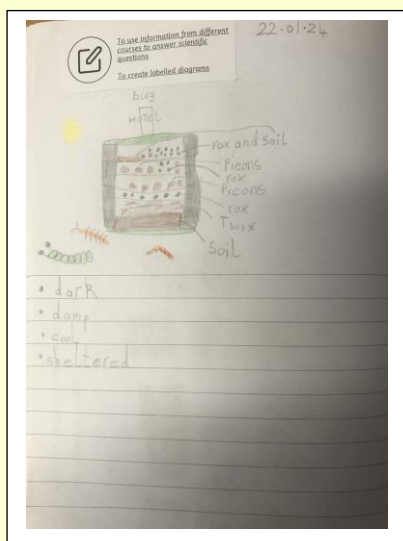 To use information from different
courses to answer scientific
questions
To create labelled diagrams
22.01.24
bug
HOTEL
rox and soil
Picons
rox
Picons
rox
Twix
Soil
• dark
• damp
• cool
• sheltered